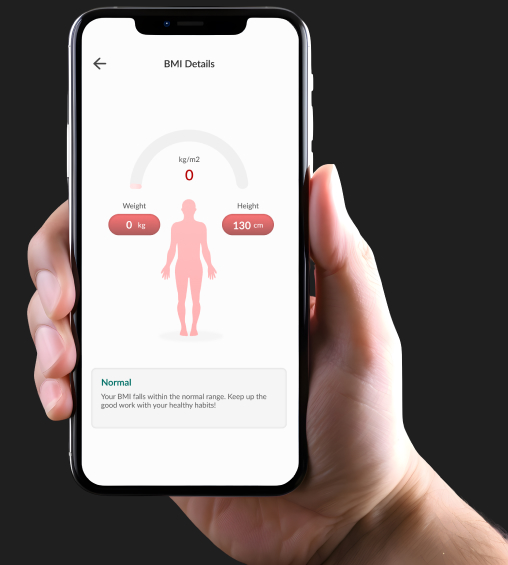 BMI Details
kg/m2
0
Weight
Height
0 kg
130 cm
Normal
Your BMI falls within the normal range. Keep up the
good work with your healthy habits!